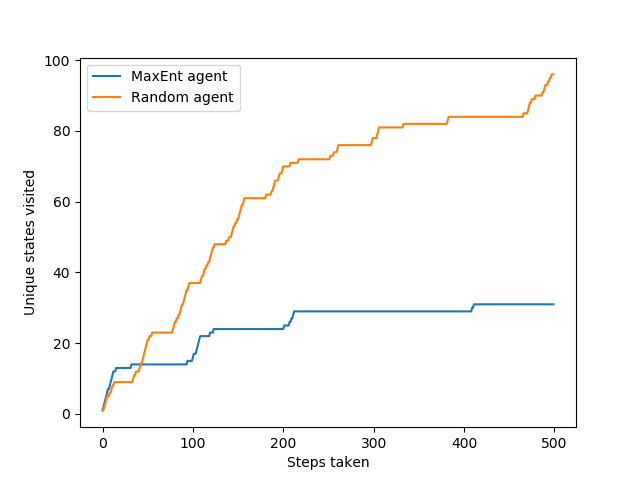 100
80
60
40
20
0
Unique states visited
MaxEnt agent
Random agent
0 100 200 300 400 500
Steps taken